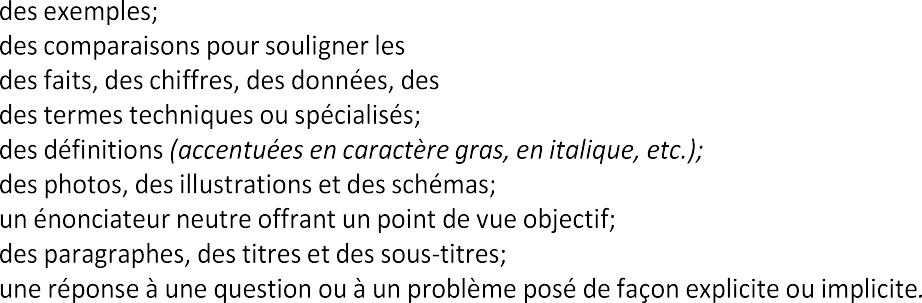 des exemples;
des comparaisons pour souligner les
des faits, des chiffres, des données, des
des termes techniques ou spécialisés;
des définitions (accentuées en caractère gras, en italique, etc.);
des photos, des illustrations et des schémas;
un énonciateur neutre offrant un point de vue objectif;
des paragraphes, des titres et des sous-titres;
une réponse à une question ou à un problème posé de façon explicite ou implicite.